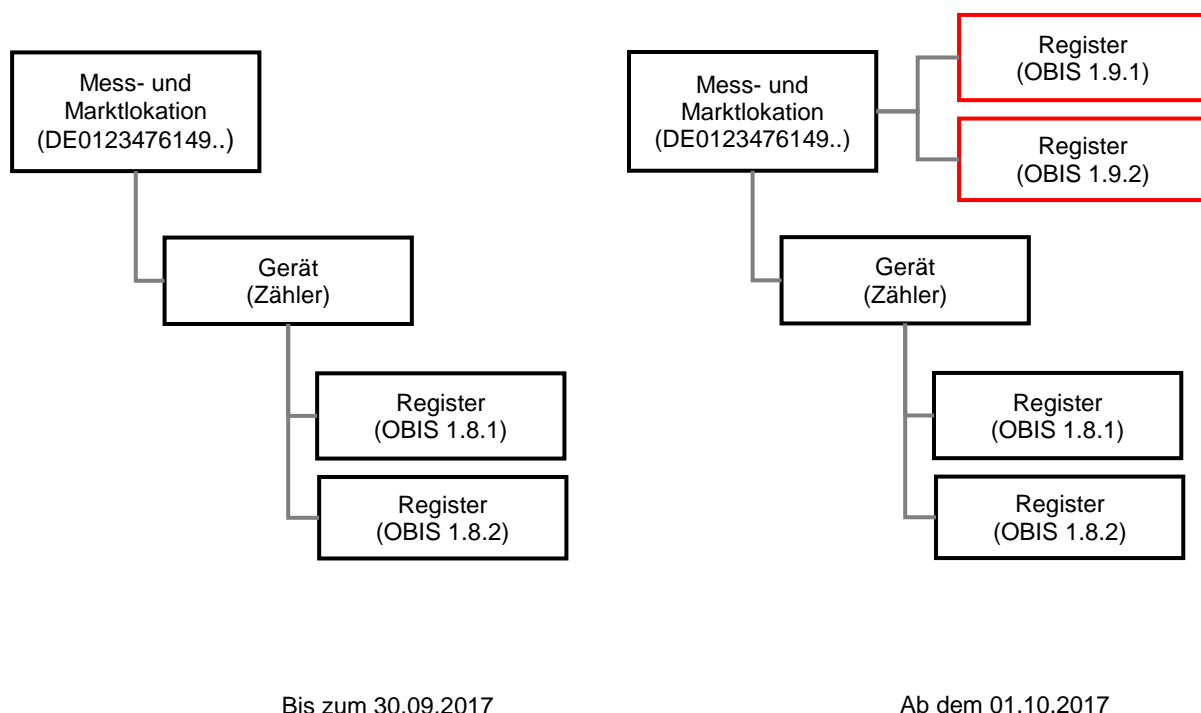 Mess- und
Marktlokation
(DE0123476149..)
Gerät
(Zähler)
Register
(OBIS 1.8.1)
Register
(OBIS 1.8.2)
Bis zum 30.09.2017
Mess- und
Marktlokation
(DE0123476149..)
Register
(OBIS 1.9.1)
Register
(OBIS 1.9.2)
Gerät
(Zähler)
Register
(OBIS 1.8.1)
Register
(OBIS 1.8.2)
Ab dem 01.10.2017